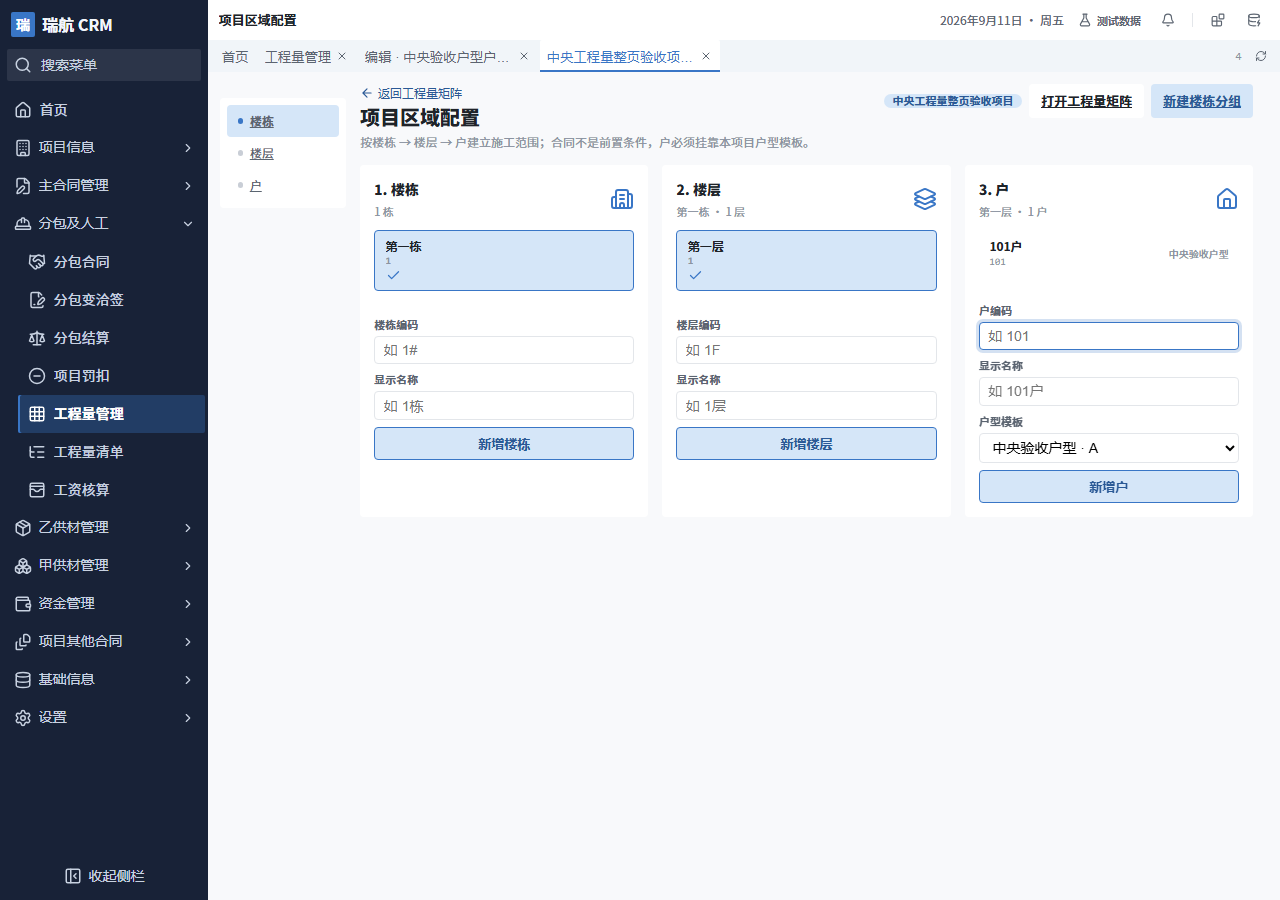 瑞 瑞航 CRM
搜索菜单
首页
项目信息
主合同管理
分包及人工
分包合同
分包变洽签
分包结算
项目罚扣
工程量管理
工程量清单
工资核算
乙供材管理
甲供材管理
资金管理
项目其他合同
基础信息
设置
收起侧栏
项目区域配置
2026年9月11日 · 周五
测试数据
首页
工程量管理
编辑 · 中央验收户型户...
中央工程量整页验收项...
4
楼栋
楼层
户
返回工程量矩阵
项目区域配置
按楼栋 → 楼层 → 户建立施工范围；合同不是前置条件，户必须挂靠本项目户型模板。
中央工程量整页验收项目
打开工程量矩阵
新建楼栋分组
1. 楼栋
1 栋
第一栋
1
楼栋编码
如 1#
显示名称
如 1栋
新增楼栋
2. 楼层
第一栋 · 1 层
第一层
1
楼层编码
如 1F
显示名称
如 1层
新增楼层
3. 户
第一层 · 1 户
101户
101
中央验收户型
户编码
如 101
显示名称
如 101户
户型模板
中央验收户型 · A
新增户